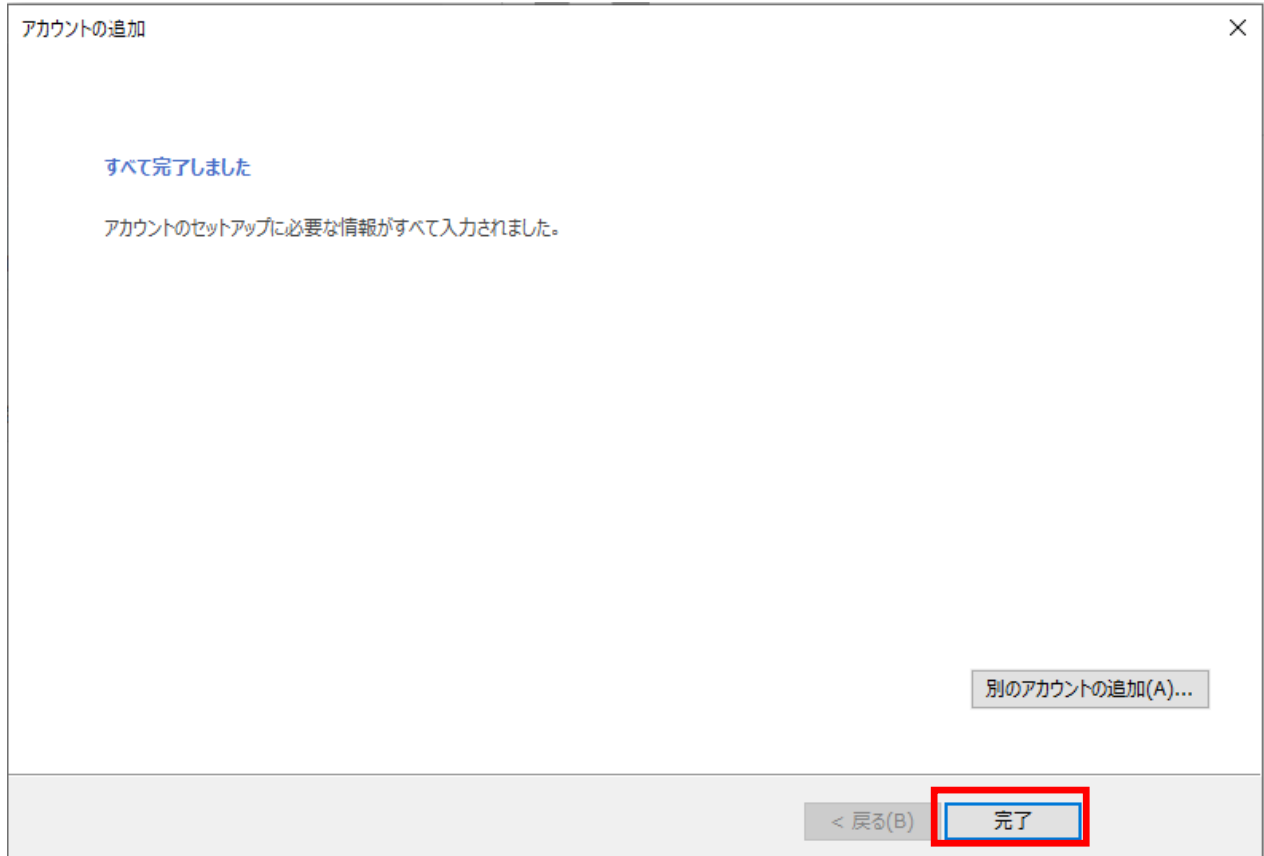 アカウントの追加
すべて完了しました
アカウントのセットアップに必要な情報がすべて入力されました。
別のアカウントの追加(A)...
< 戻る(B)
完了